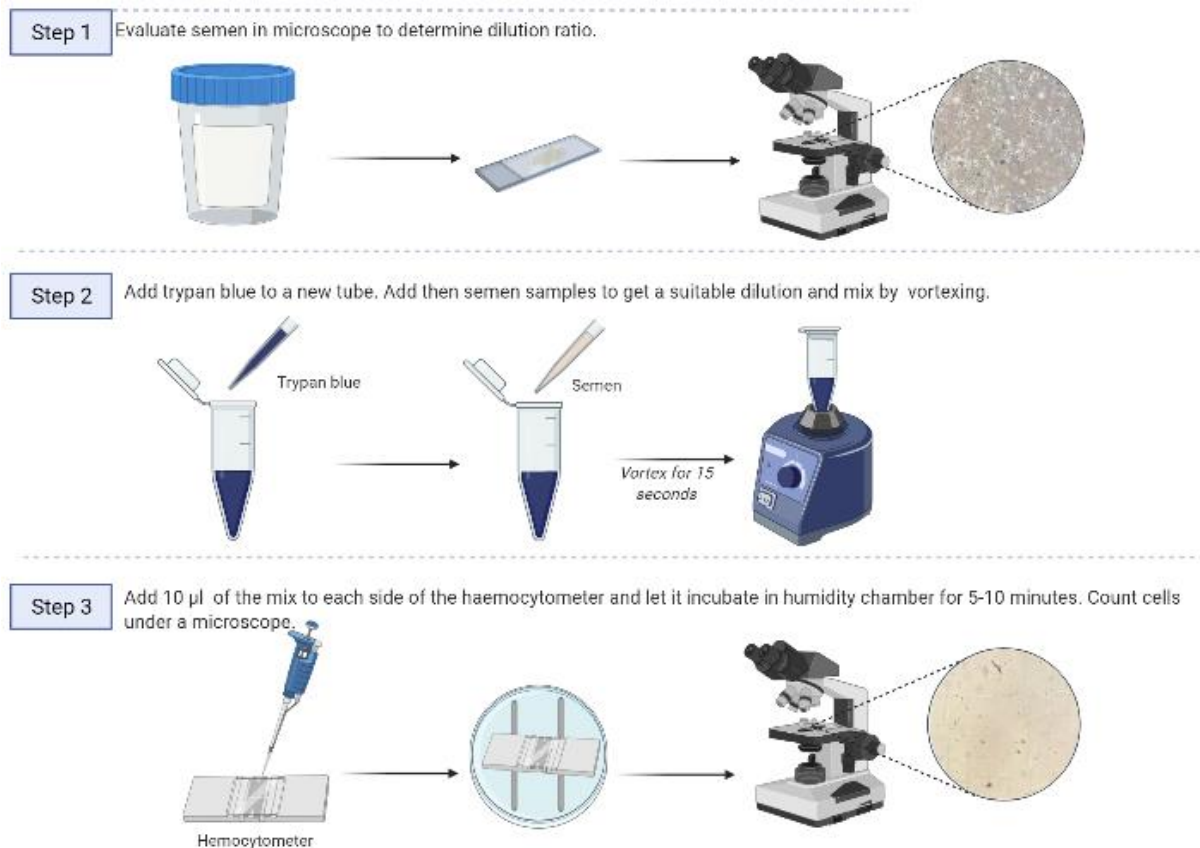 Step 1
Evaluate semen in microscope to determine dilution ratio.
Step 2
Add trypan blue to a new tube. Add then semen samples to get a suitable dilution and mix by vortexing.
Trypan blue
Semen
Vortex for 15
seconds
Step 3
Add 10 µl of the mix to each side of the haemocytometer and let it incubate in humidity chamber for 5-10 minutes. Count cells
under a microscope.
Hemocytometer